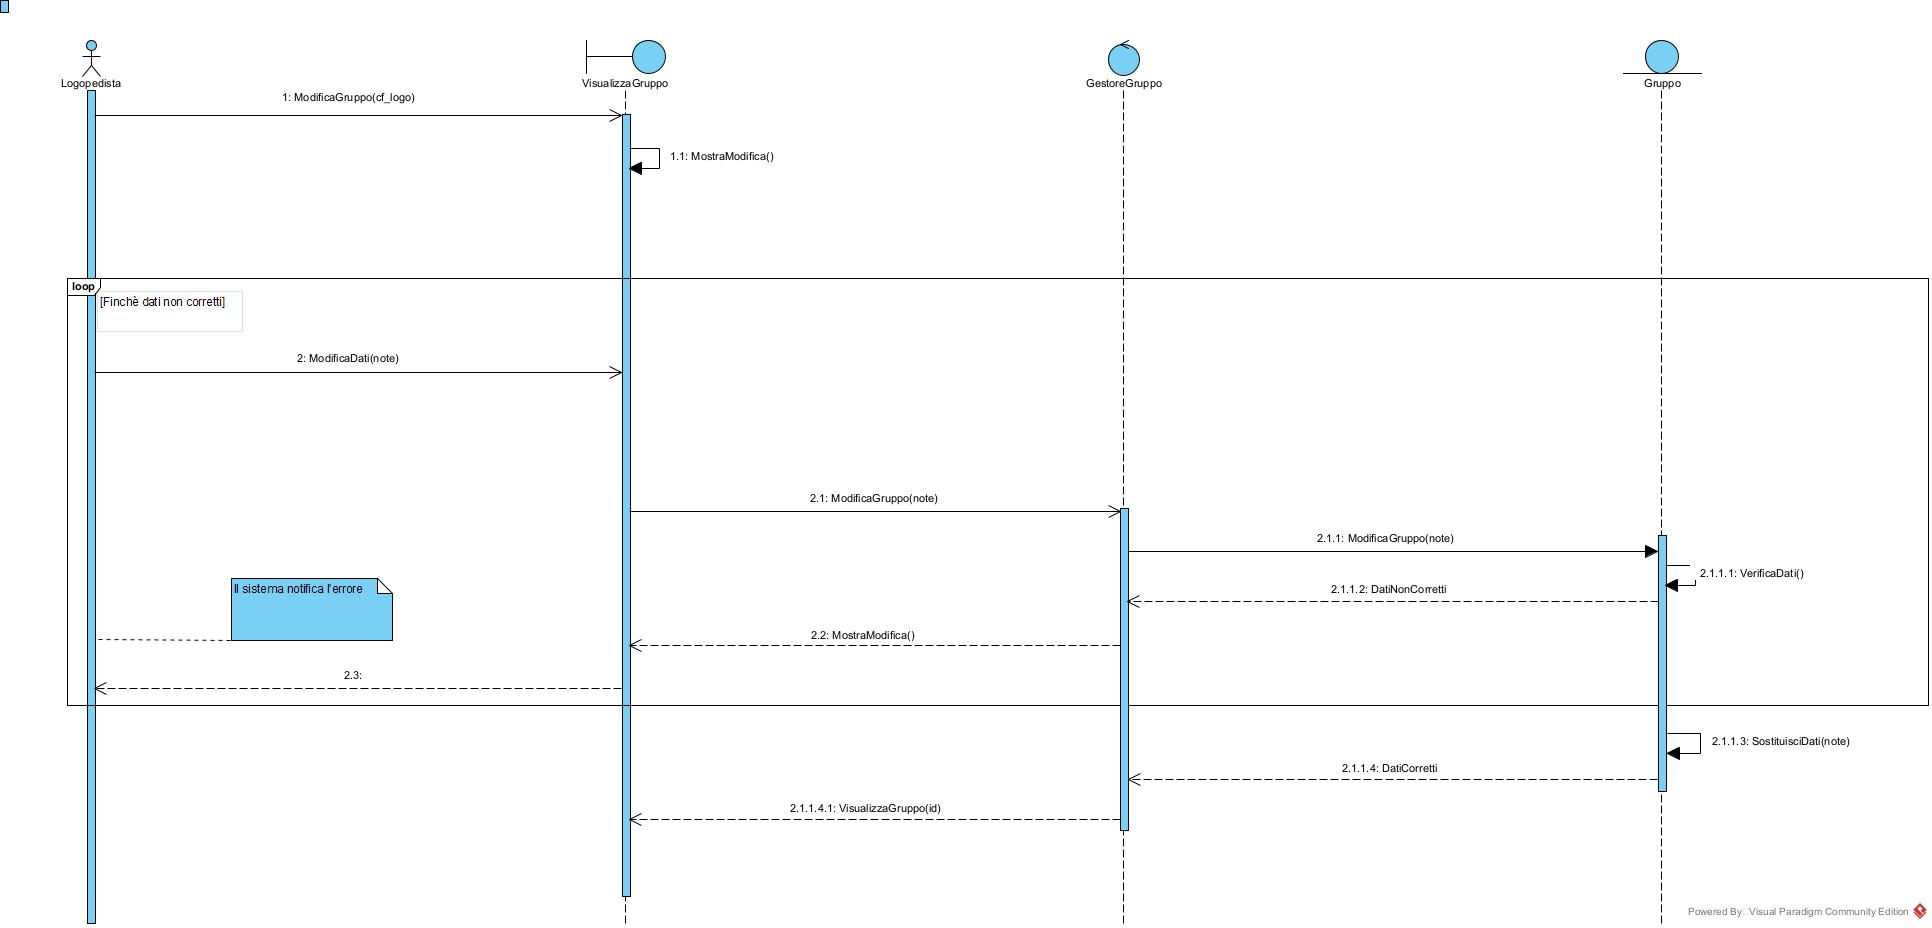 Logopedista
VisualizzaGruppo
GestoreGruppo
Gruppo
1: ModificaGruppo(cf_logo)
1.1: MostraModifica()
loop
[Finchè dati non corretti]
2: ModificaDati(note)
2.1: ModificaGruppo(note)
2.1.1: ModificaGruppo(note)
2.1.1.1: VerificaDati()
Il sistema notifica l'errore
2.1.1.2: DatiNonCorretti
2.2: MostraModifica()
2.3:
2.1.1.3: SostituisciDati(note)
2.1.1.4: DatiCorretti
2.1.1.4.1: VisualizzaGruppo(id)
Powered By Visual Paradigm Community Edition